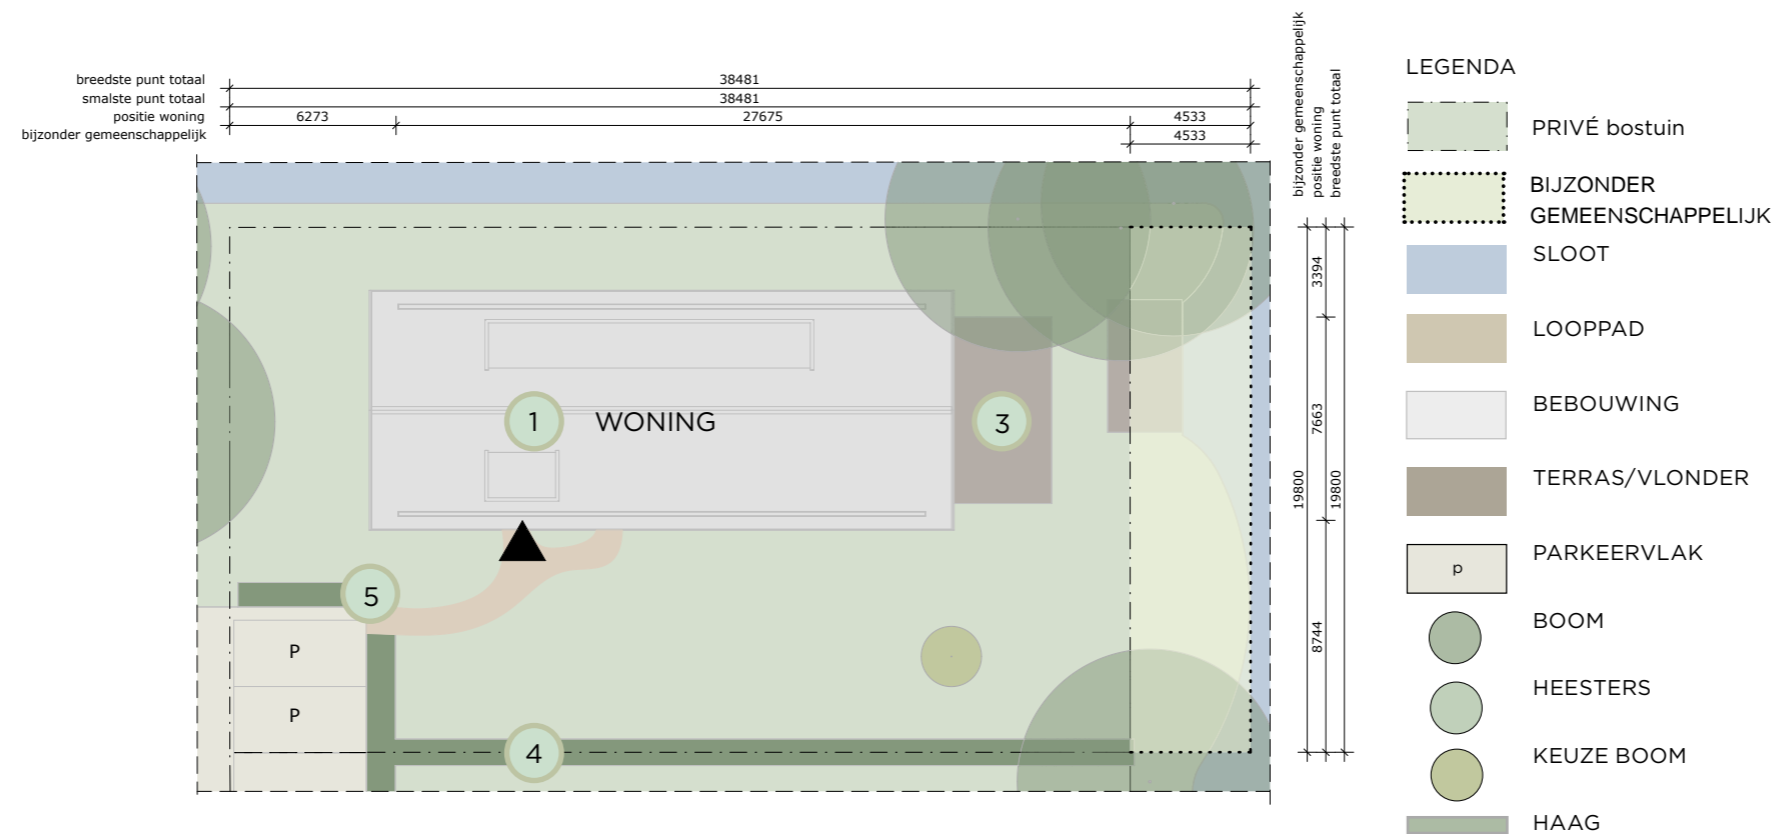 breedste punt totaal
38481
smalste punt totaal
38481
positie woning
6273
27675
4533
bijzonder gemeenschappelijk
4533
bijzonder gemeenschappelijk
positie woning
breedste punt totaal
3394
7663
19800
19800
8744
1
WONING
3
5
P
P
4
LEGENDA
PRIVÉ bostuin
BIJZONDER
GEMEENSCHAPPELIJK
SLOOT
LOOPPAD
BEBOUWING
TERRAS/VLONDER
p
PARKEERVLAK
BOOM
HEESTERS
KEUZE BOOM
HAAG